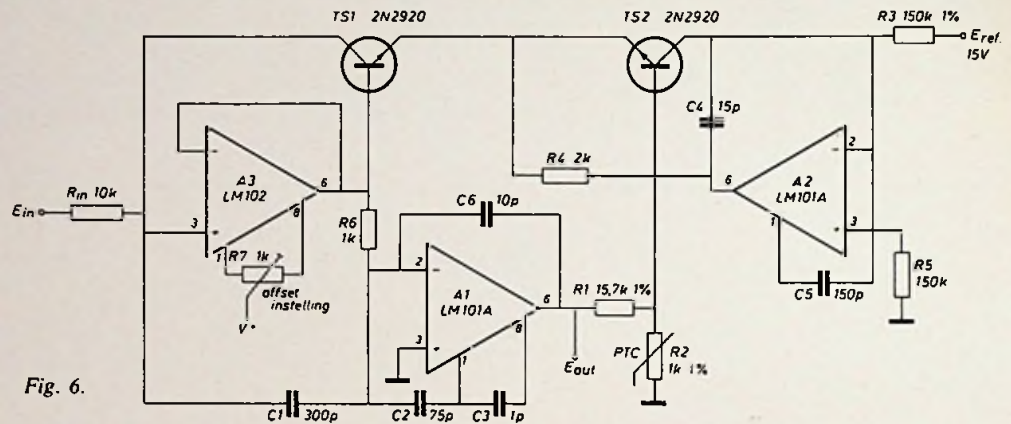 TS1 2N2920
TS2 2N2920
R3 150k 1%
Eref.
15V
C4 15p
R4 2k
6
A2
LM101A
2
3
1
C5 150p
R5
150k
Ein
Rin 10k
-
A3
LM102
+
3
6
8
1
R7 1k
offset
instelling
V+
R6
1k
C6 10p
2
-
A1
LM101A
3
+
6
8
1
R1 15,7k 1%
Eout
PTC
R2
1k 1%
C1 300p
C2 75p
C3 1p
Fig. 6.